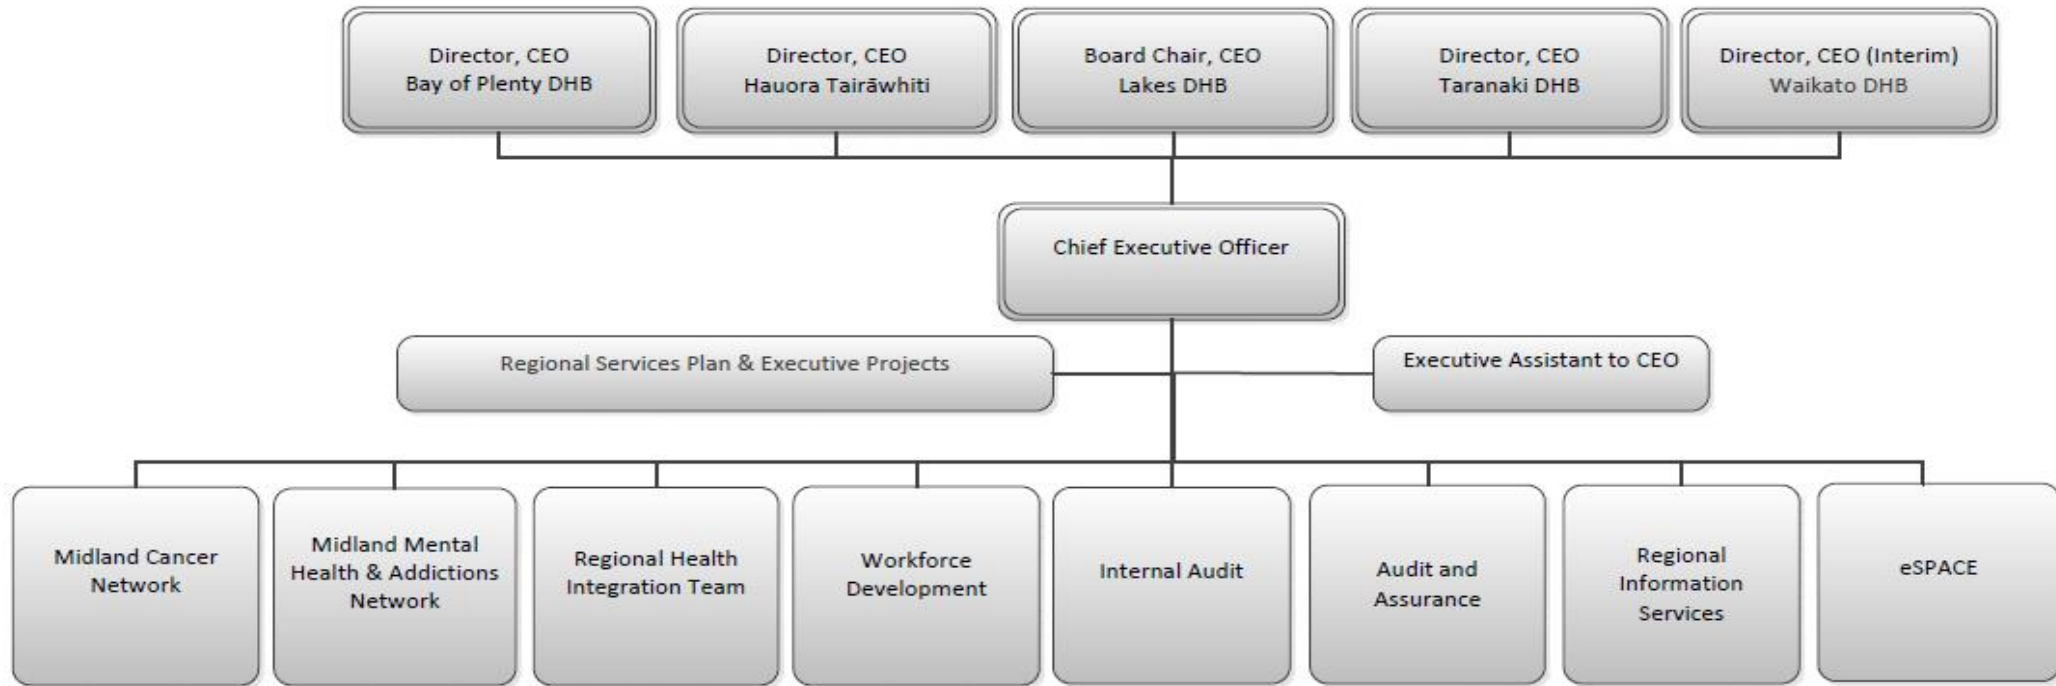 Director, CEO
Bay of Plenty DHB
Director, CEO
Hauora Tairāwhiti
Board Chair, CEO
Lakes DHB
Director, CEO
Taranaki DHB
Director, CEO (Interim)
Waikato DHB
Chief Executive Officer
Regional Services Plan & Executive Projects
Executive Assistant to CEO
Midland Cancer
Network
Midland Mental
Health & Addictions
Network
Regional Health
Integration Team
Workforce
Development
Internal Audit
Audit and
Assurance
Regional
Information
Services
eSPACE